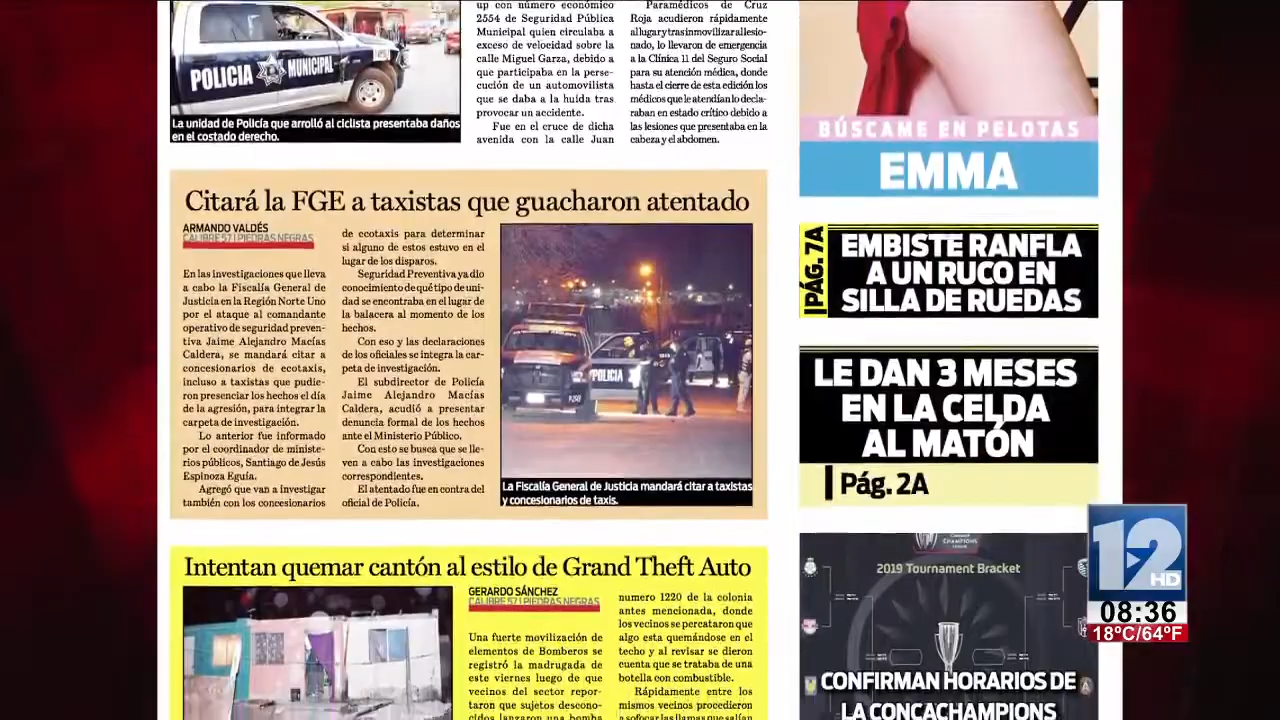 POLICIA MUNICIPAL
La unidad de Policía que arrolló al ciclista presentaba daños
en el costado derecho.
up con número económico
2554 de Seguridad Pública
Municipal quien circulaba a
exceso de velocidad sobre la
calle Miguel Garza, debido a
que participaba en la perse-
cución de un automovilista
que se daba a la huida tras
provocar un accidente.
Fue en el cruce de dicha
avenida con la calle Juan
Paramédicos de Cruz
Roja acudieron rápidamente
al lugar y tras inmovilizar al lesio-
nado, lo llevaron de emergencia
a la Clínica 11 del Seguro Social
para su atención médica, donde
hasta el cierre de esta edición los
médicos que le atendían lo decla-
raban en estado crítico debido a
las lesiones que presentaba en la
cabeza y el abdomen.
BÚSCAME EN PELOTAS
EMMA
Citará la FGE a taxistas que guacharon atentado
ARMANDO VALDÉS
CALIBRE 57 | PIEDRAS NEGRAS
En las investigaciones que lleva
a cabo la Fiscalía General de
Justicia en la Región Norte Uno
por el ataque al comandante
operativo de seguridad preven-
tiva Jaime Alejandro Macías
Caldera, se mandará citar a
concesionarios de ecotaxis,
incluso a taxistas que pudie-
ron presenciar los hechos el día
de la agresión, para integrar la
carpeta de investigación.
Lo anterior fue informado
por el coordinador de ministe-
rios públicos, Santiago de Jesús
Espinoza Eguía.
Agregó que van a investigar
también con los concesionarios
de ecotaxis para determinar
si alguno de estos estuvo en el
lugar de los disparos.
Seguridad Preventiva ya dio
conocimiento de qué tipo de uni-
dad se encontraba en el lugar de
la balacera al momento de los
hechos.
Con eso y las declaraciones
de los oficiales se integra la car-
peta de investigación.
El subdirector de Policía
Jaime Alejandro Macías
Caldera, acudió a presentar
denuncia formal de los hechos
ante el Ministerio Público.
Con esto se busca que se lle-
ven a cabo las investigaciones
correspondientes.
El atentado fue en contra del
oficial de Policía.
POLICIA
La Fiscalía General de Justicia mandará citar a taxistas
y concesionarios de taxis.
PÁG. 7A
EMBISTE RANFLA
A UN RUCO EN
SILLA DE RUEDAS
LE DAN 3 MESES
EN LA CELDA
AL MATÓN
Pág. 2A
Intentan quemar cantón al estilo de Grand Theft Auto
GERARDO SÁNCHEZ
CALIBRE 57 | PIEDRAS NEGRAS
Una fuerte movilización de
elementos de Bomberos se
registró la madrugada de
este viernes luego de que
vecinos del sector repor-
taron que sujetos descono-
cidos lanzaron una bomba
numero 1220 de la colonia
antes mencionada, donde
los vecinos se percataron que
algo esta quemándose en el
techo y al revisar se dieron
cuenta que se trataba de una
botella con combustible.
Rápidamente entre los
mismos vecinos procedieron
a sofocar las llamas que salían
CHAMPIONS
2019 Tournament Bracket
CONFIRMAN HORARIOS DE
LA CONCACHAMPIONS
12
HD
08:36
18°C/64°F